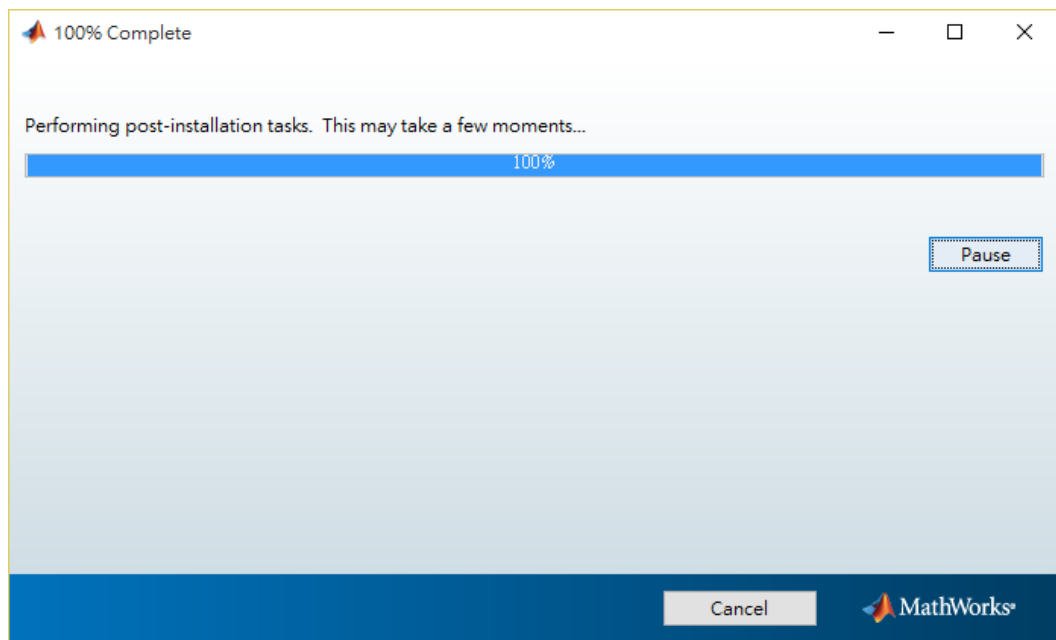 100% Complete
Performing post-installation tasks.  This may take a few moments...
100%
Pause
Cancel
MathWorks®